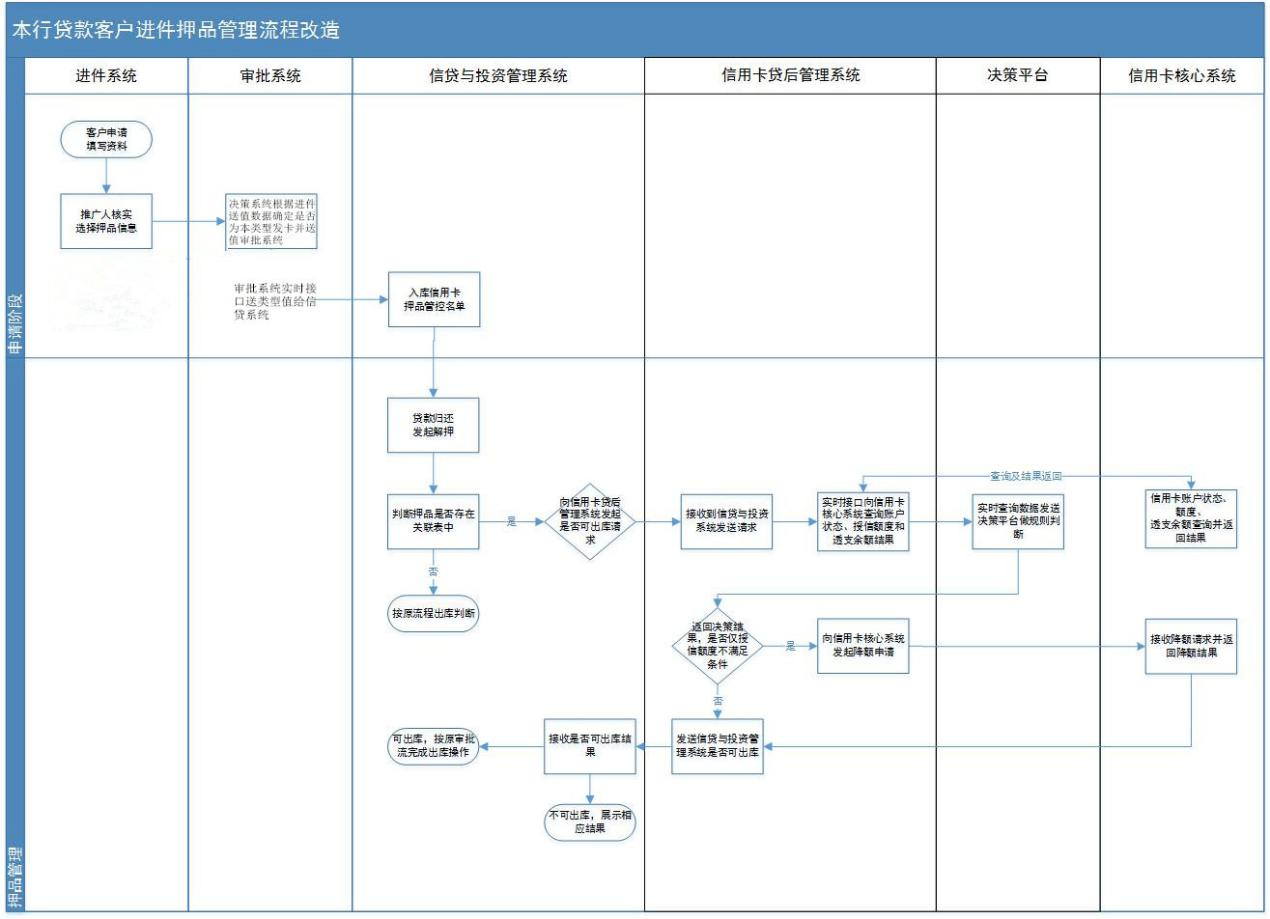 本行贷款客户进件押品管理流程改造
进件系统
审批系统
信贷与投资管理系统
信用卡贷后管理系统
决策平台
信用卡核心系统
申请阶段
客户申请
填写资料
推广人核实
选择押品信息
决策系统根据进件
送值数据确定是否
为本类型发卡并送
值审批系统
审批系统实时接
口送类型值给信
贷系统
入库信用卡
押品管控名单
押品管理
贷款归还
发起解押
判断押品是否存在
关联表中
是
向信用卡贷后
管理系统发起
是否可出库请
求
接收到信贷与投资
系统发送请求
实时接口向信用卡
核心系统查询账户
状态、授信额度和
透支余额结果
查询及结果返回
实时查询数据发送
决策平台做规则判
断
信用卡账户状态、
额度、
透支余额查询并返
回结果
否
按原流程出库判断
返回决策结
果，是否仅授
信额度不满足
条件
是
向信用卡核心系统
发起降额申请
接收降额请求并返
回降额结果
否
发送信贷与投资管
理系统是否可出库
接收是否可出库结
果
可出库，按原审批
流完成出库操作
不可出库，展示相
应结果